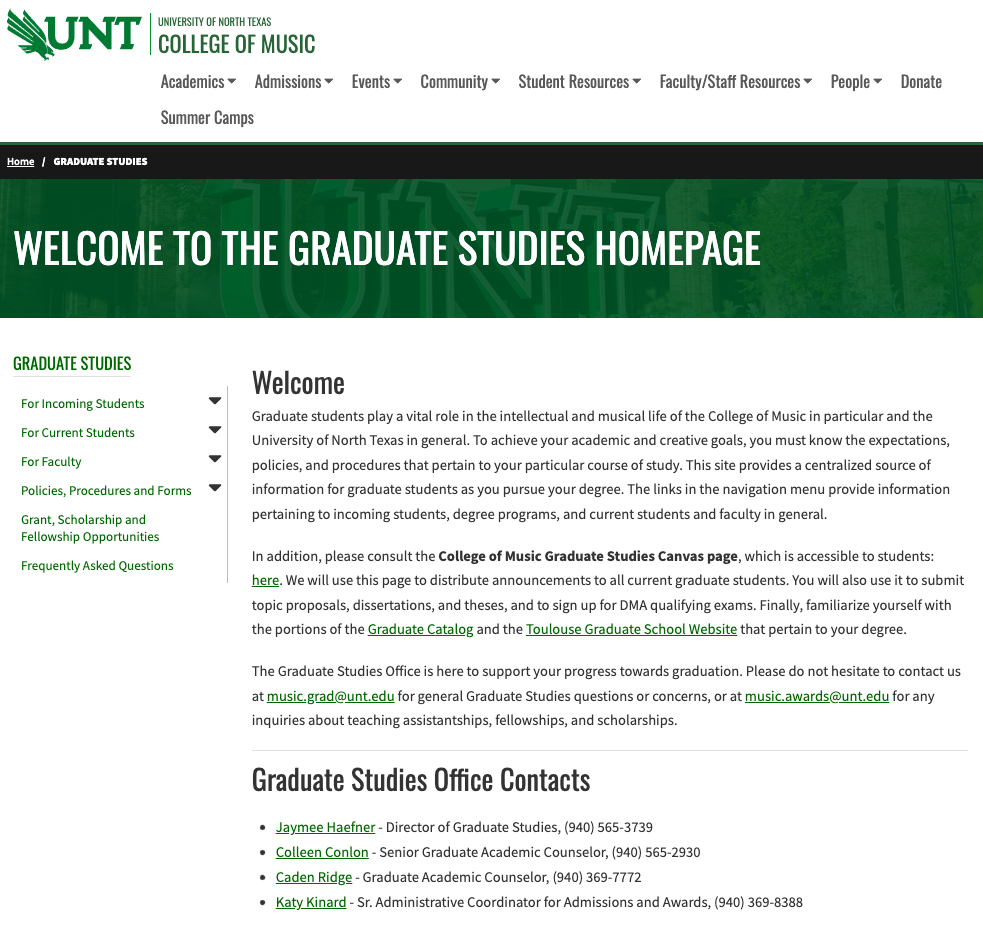 UNT
UNIVERSITY OF NORTH TEXAS
COLLEGE OF MUSIC
Academics Admissions Events Community Student Resources Faculty/Staff Resources People Donate
Summer Camps
Home / GRADUATE STUDIES
WELCOME TO THE GRADUATE STUDIES HOMEPAGE
GRADUATE STUDIES
For Incoming Students
For Current Students
For Faculty
Policies, Procedures and Forms
Grant, Scholarship and
Fellowship Opportunities
Frequently Asked Questions
Welcome
Graduate students play a vital role in the intellectual and musical life of the College of Music in particular and the
University of North Texas in general. To achieve your academic and creative goals, you must know the expectations,
policies, and procedures that pertain to your particular course of study. This site provides a centralized source of
information for graduate students as you pursue your degree. The links in the navigation menu provide information
pertaining to incoming students, degree programs, and current students and faculty in general.
In addition, please consult the College of Music Graduate Studies Canvas page, which is accessible to students:
here. We will use this page to distribute announcements to all current graduate students. You will also use it to submit
topic proposals, dissertations, and theses, and to sign up for DMA qualifying exams. Finally, familiarize yourself with
the portions of the Graduate Catalog and the Toulouse Graduate School Website that pertain to your degree.
The Graduate Studies Office is here to support your progress towards graduation. Please do not hesitate to contact us
at music.grad@unt.edu for general Graduate Studies questions or concerns, or at music.awards@unt.edu for any
inquiries about teaching assistantships, fellowships, and scholarships.
Graduate Studies Office Contacts
• Jaymee Haefner - Director of Graduate Studies, (940) 565-3739
• Colleen Conlon - Senior Graduate Academic Counselor, (940) 565-2930
• Caden Ridge - Graduate Academic Counselor, (940) 369-7772
• Katy Kinard - Sr. Administrative Coordinator for Admissions and Awards, (940) 369-8388